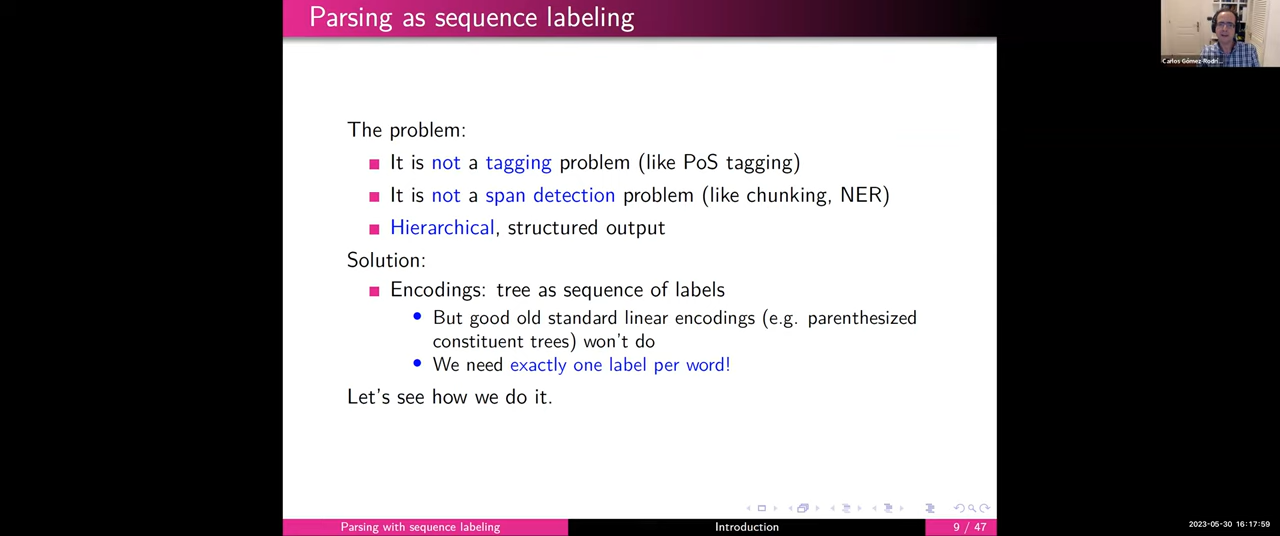 Parsing as sequence labeling
Carlos Gómez-Rodrí...
The problem:
It is not a tagging problem (like PoS tagging)
It is not a span detection problem (like chunking, NER)
Hierarchical, structured output
Solution:
Encodings: tree as sequence of labels
But good old standard linear encodings (e.g. parenthesized
constituent trees) won't do
We need exactly one label per word!
Let's see how we do it.
Parsing with sequence labeling
Introduction
9 / 47
2023-05-30 16:17:59